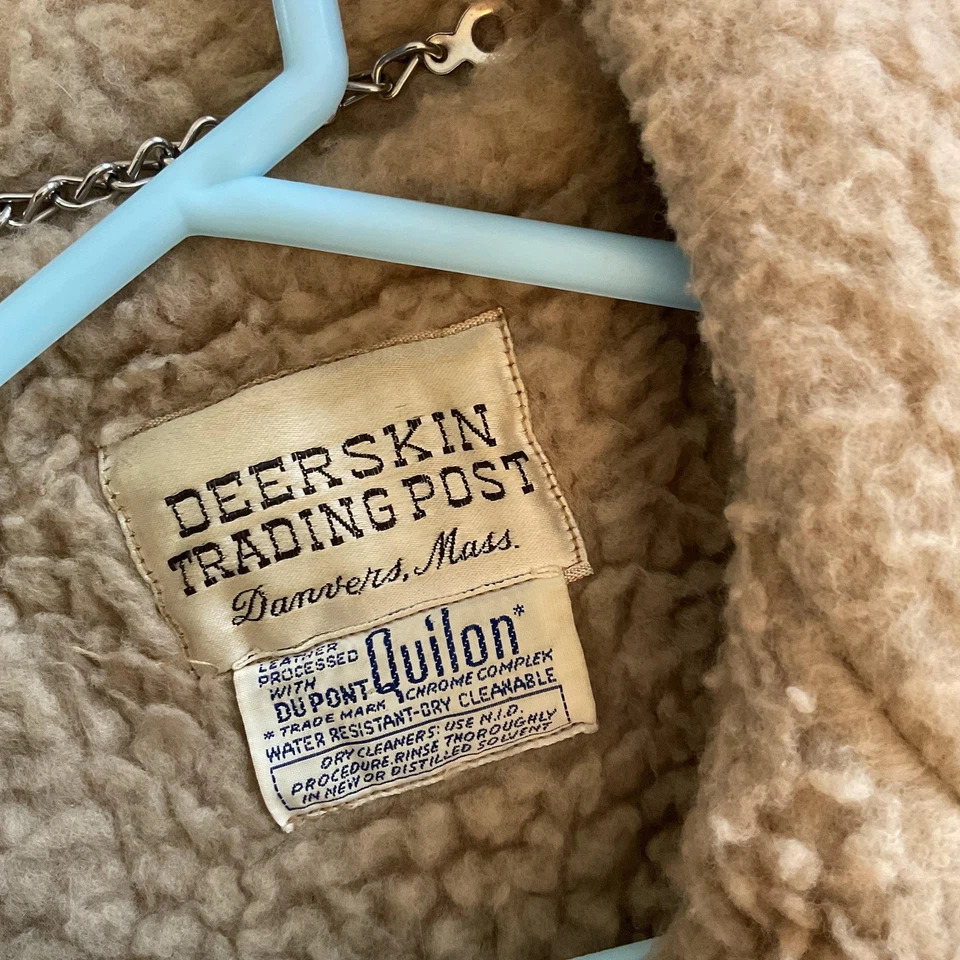 DEERSKIN
TRADING POST
Danvers, Mass.
LEATHER
PROCESSED
WITH
DU PONT Quilon*
* TRADE MARK CHROME COMPLEX
WATER RESISTANT-DRY CLEANABLE
DRY CLEANERS: USE N.I.D.
PROCEDURE.RINSE THOROUGHLY
IN NEW OR DISTILLED SOLVENT